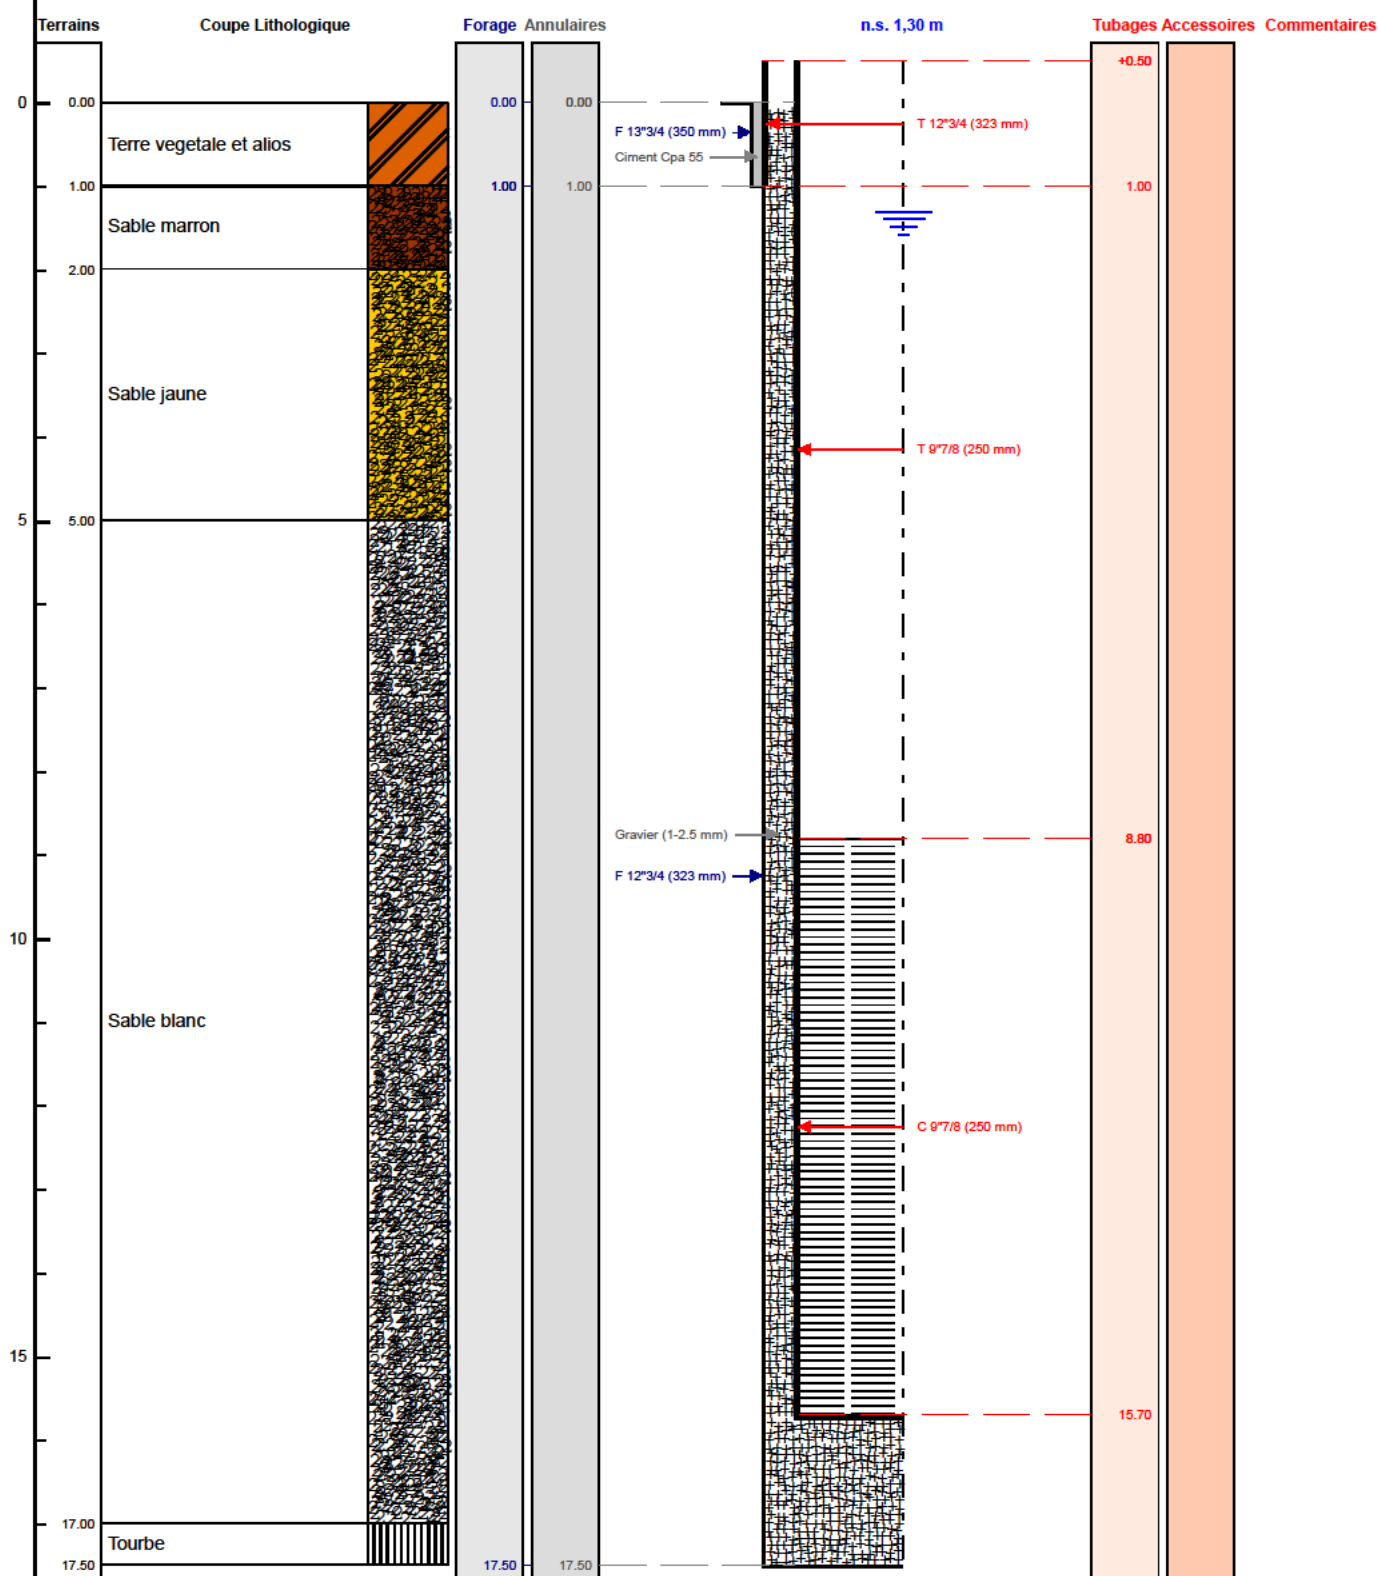 Terrains Coupe Lithologique Forage Annulaires n.s. 1,30 m Tubages Accessoires Commentaires
+0.50
0 0.00 0.00 0.00
T 12"3/4 (323 mm)
F 13"3/4 (350 mm)
Terre vegetale et alios
Ciment Cpa 55
1.00 1.00 1.00 1.00
Sable marron
2.00
Sable jaune
T 9"7/8 (250 mm)
5 5.00
Gravier (1-2.5 mm) 8.80
F 12"3/4 (323 mm)
10
Sable blanc
C 9"7/8 (250 mm)
15
15.70
17.00
Tourbe
17.50 17.50 17.50